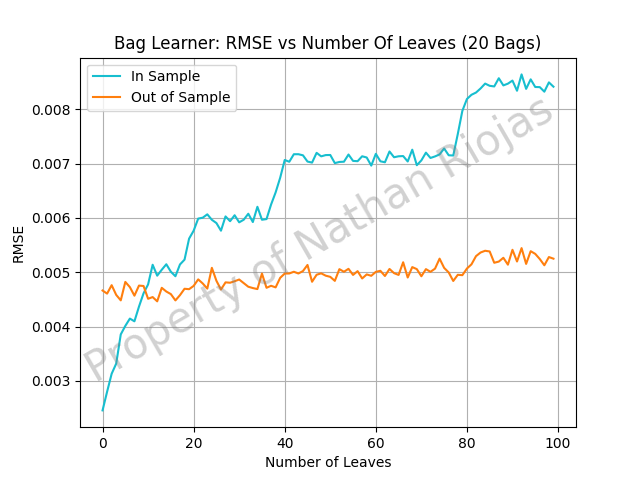 Bag Learner: RMSE vs Number Of Leaves (20 Bags)
In Sample
Out of Sample
0.008
0.007
0.006
0.005
0.004
0.003
RMSE
Property of Nathan Riojas
0 20 40 60 80 100
Number of Leaves